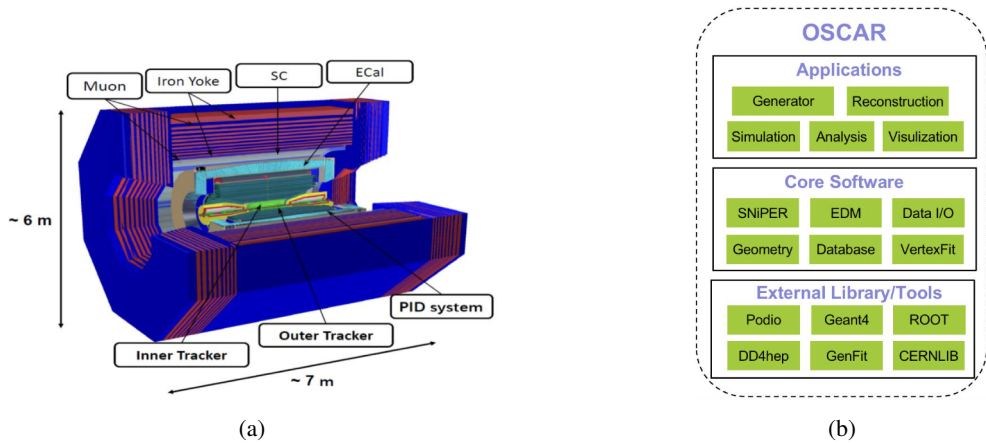 Muon
Iron Yoke
SC
ECal
~ 6 m
PID system
Outer Tracker
Inner Tracker
~ 7 m
(a)
OSCAR
Applications
Generator
Reconstruction
Simulation
Analysis
Visulization
Core Software
SNiPER
EDM
Data I/O
Geometry
Database
VertexFit
External Library/Tools
Podio
Geant4
ROOT
DD4hep
GenFit
CERNLIB
(b)